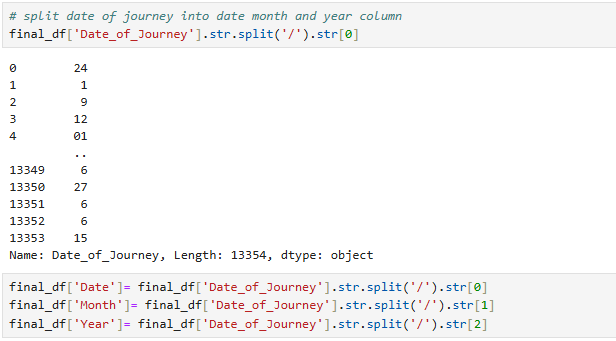 # split date of journey into date month and year column
final_df['Date_of_Journey'].str.split('/').str[0]
0        24
1         1
2         9
3        12
4        01
         ..
13349     6
13350    27
13351     6
13352     6
13353    15
Name: Date_of_Journey, Length: 13354, dtype: object
final_df['Date']= final_df['Date_of_Journey'].str.split('/').str[0]
final_df['Month']= final_df['Date_of_Journey'].str.split('/').str[1]
final_df['Year']= final_df['Date_of_Journey'].str.split('/').str[2]